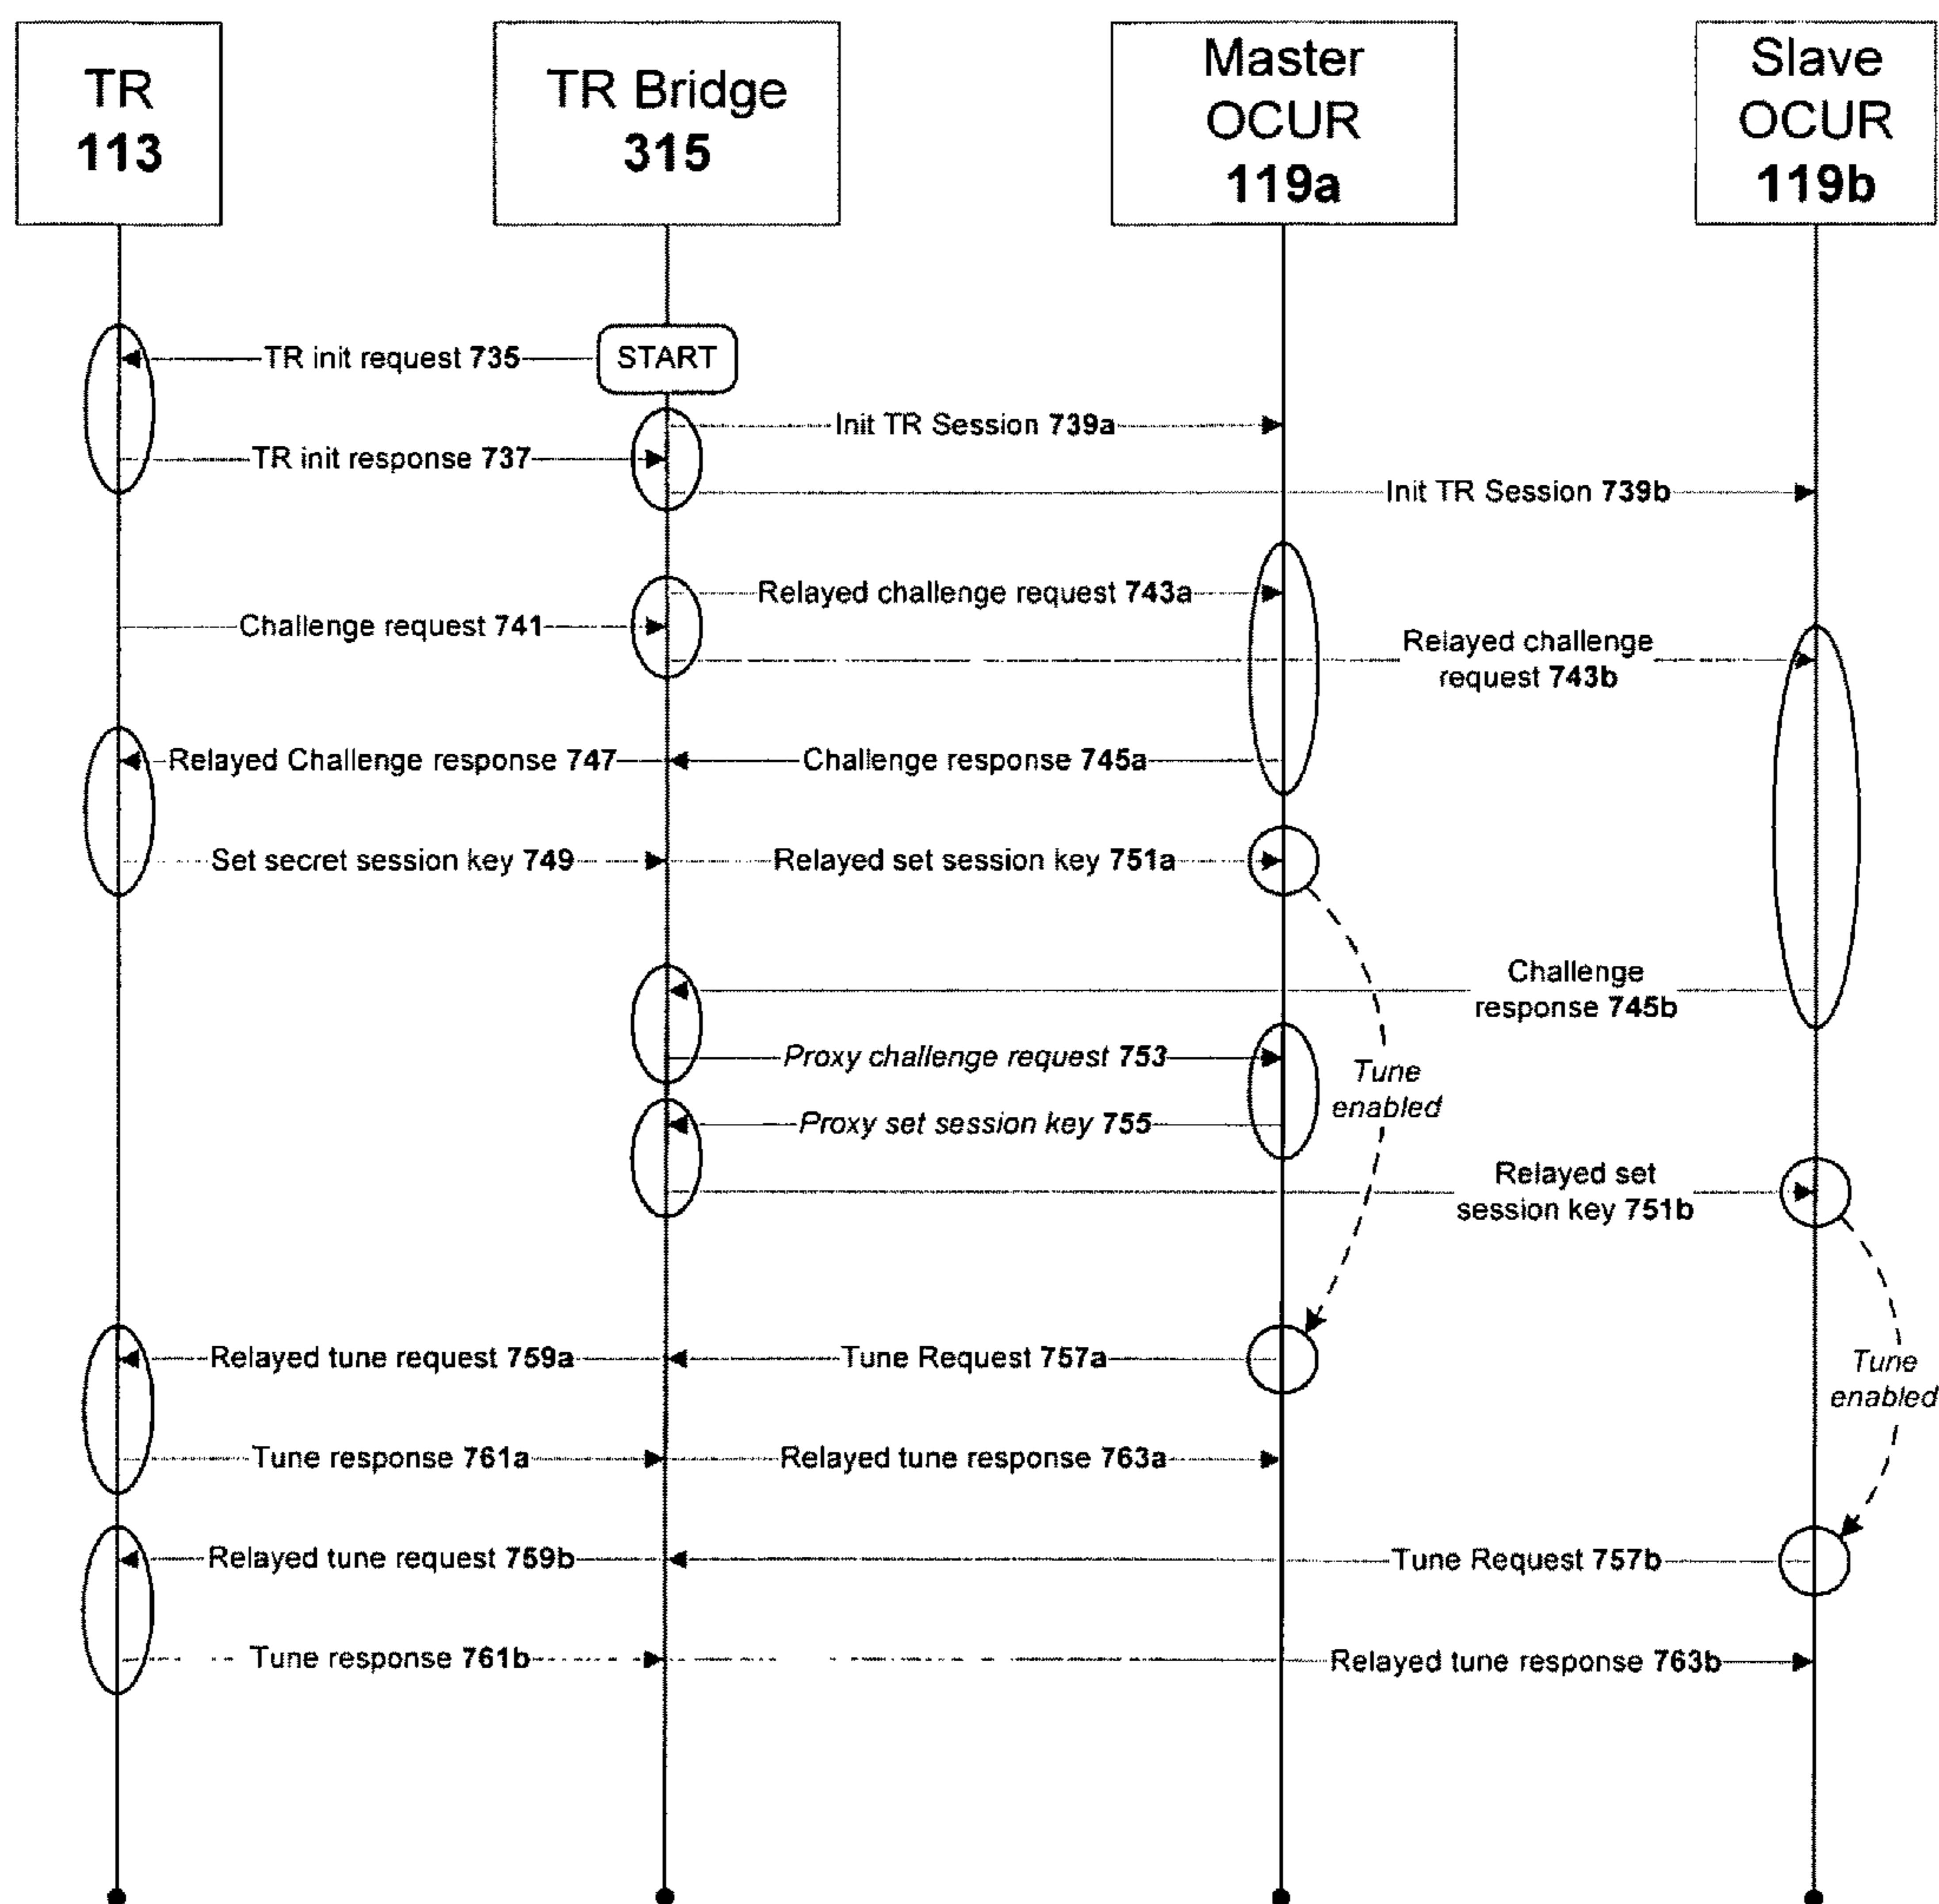 TR
113
TR Bridge
315
Master
OCUR
119a
Slave
OCUR
119b
TR init request 735
START
Init TR Session 739a
TR init response 737
Init TR Session 739b
Relayed challenge request 743a
Challenge request 741
Relayed challenge
request 743b
Relayed Challenge response 747
Challenge response 745a
Set secret session key 749
Relayed set session key 751a
Challenge
response 745b
Proxy challenge request 753
Tune
enabled
Proxy set session key 755
Relayed set
session key 751b
Relayed tune request 759a
Tune Request 757a
Tune
enabled
Tune response 761a
Relayed tune response 763a
Relayed tune request 759b
Tune Request 757b
Tune response 761b
Relayed tune response 763b